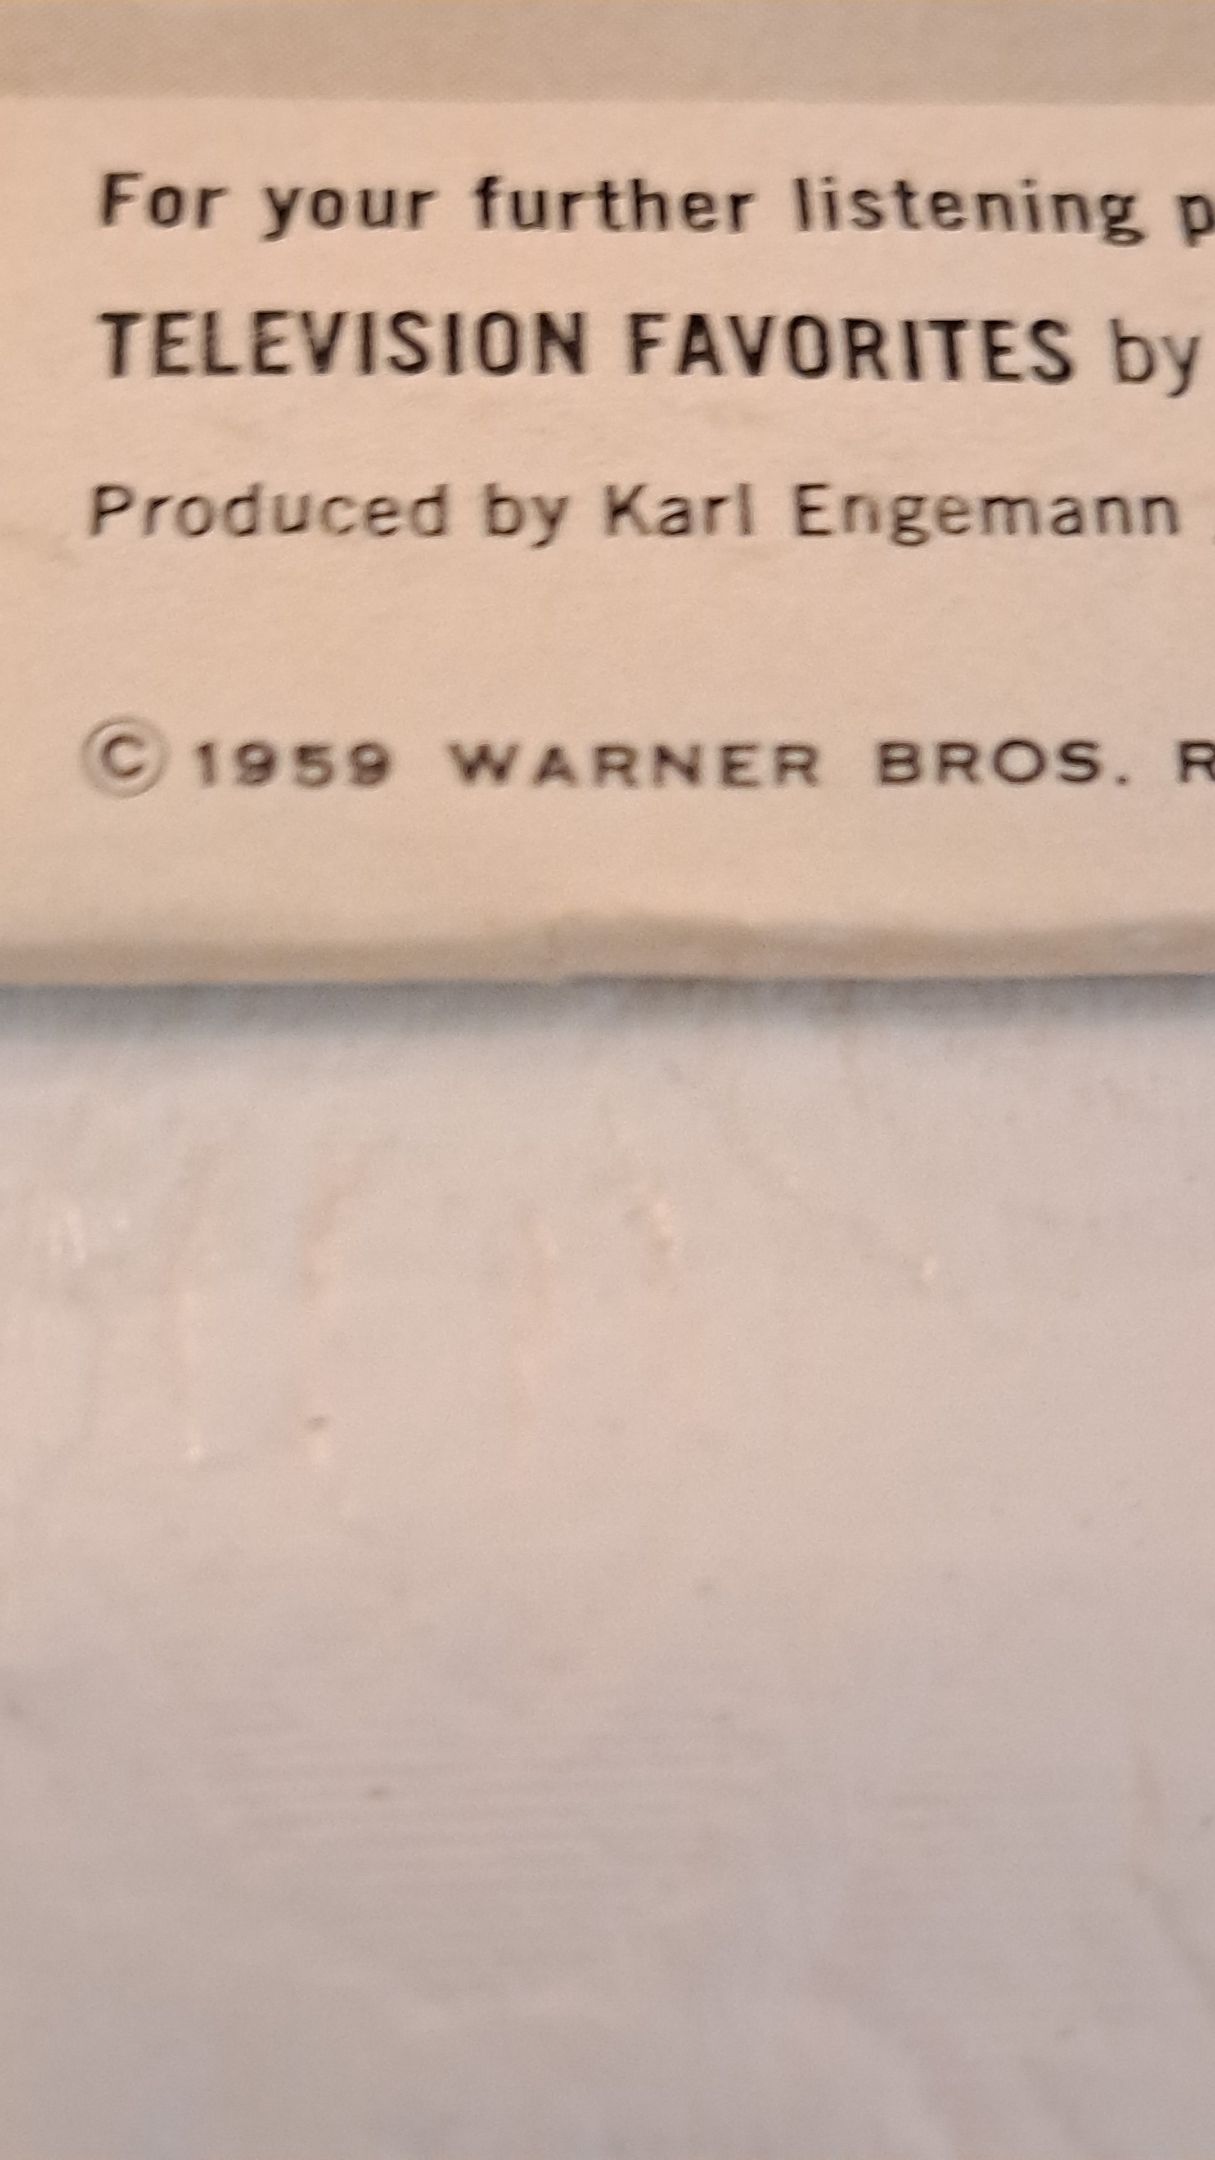 For your further listening p
TELEVISION FAVORITES by
Produced by Karl Engemann
© 1959 WARNER BROS. R